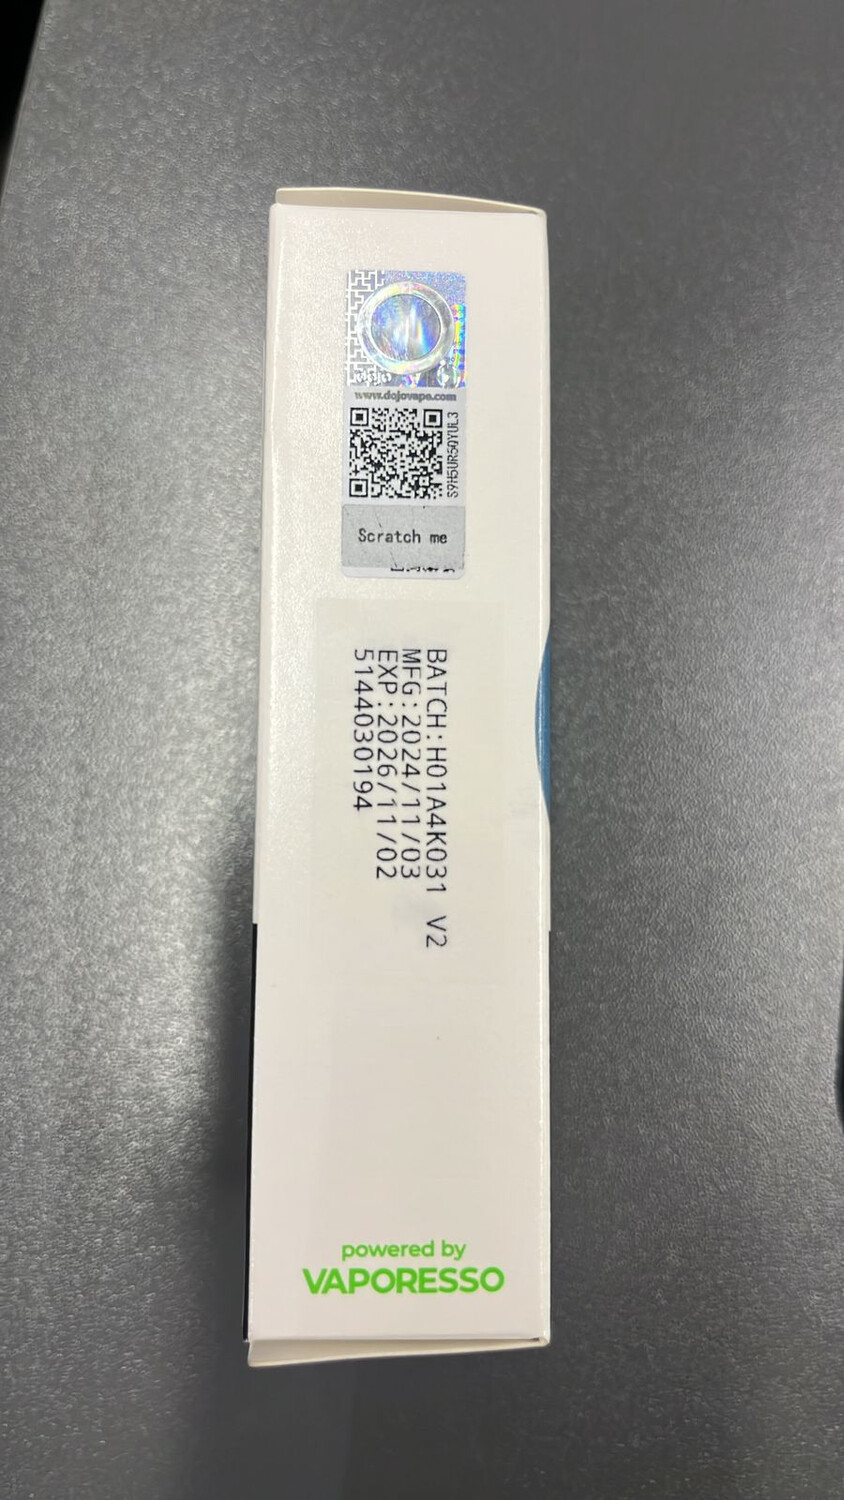 www.dojovape.com
S9H5UR5QYUL3
Scratch me
BATCH:H01A4K031 V2
MFG:2024/11/03
EXP:2026/11/02
5144030194
powered by
VAPORESSO